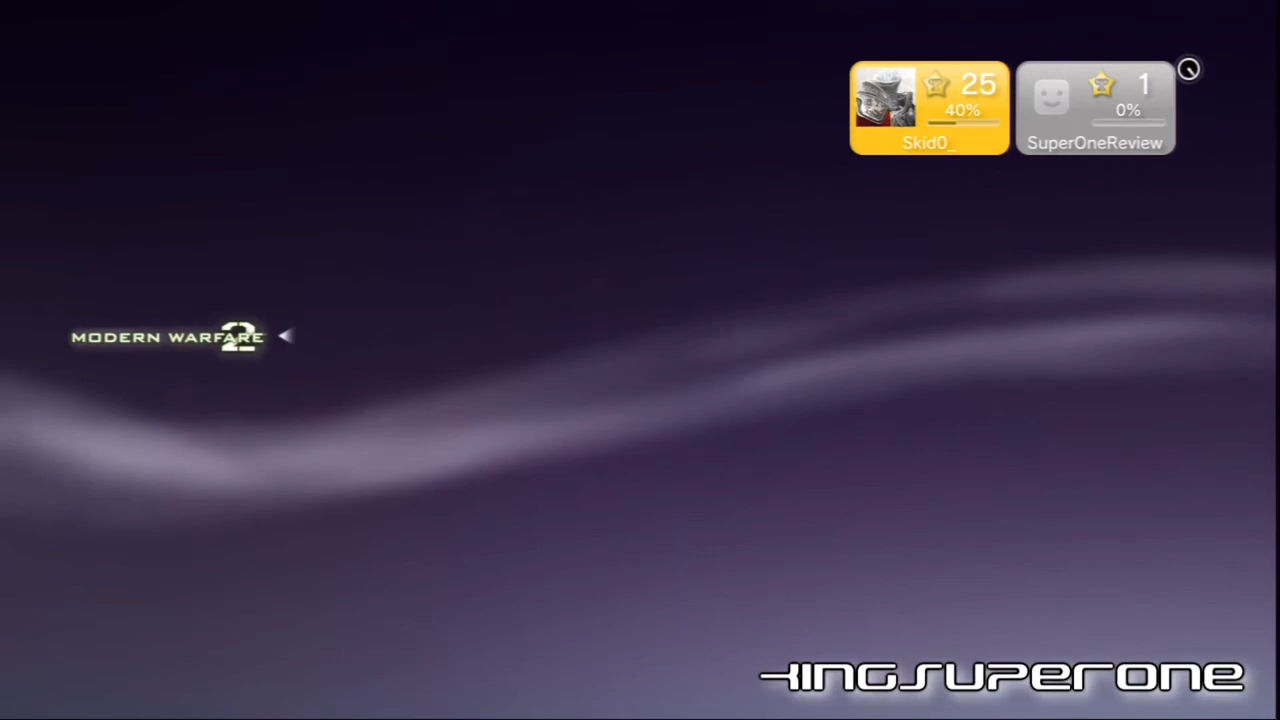 25
40%
Skid0_
1
0%
SuperOneReview
MODERN WARFARE 2
KINGSUPERONE